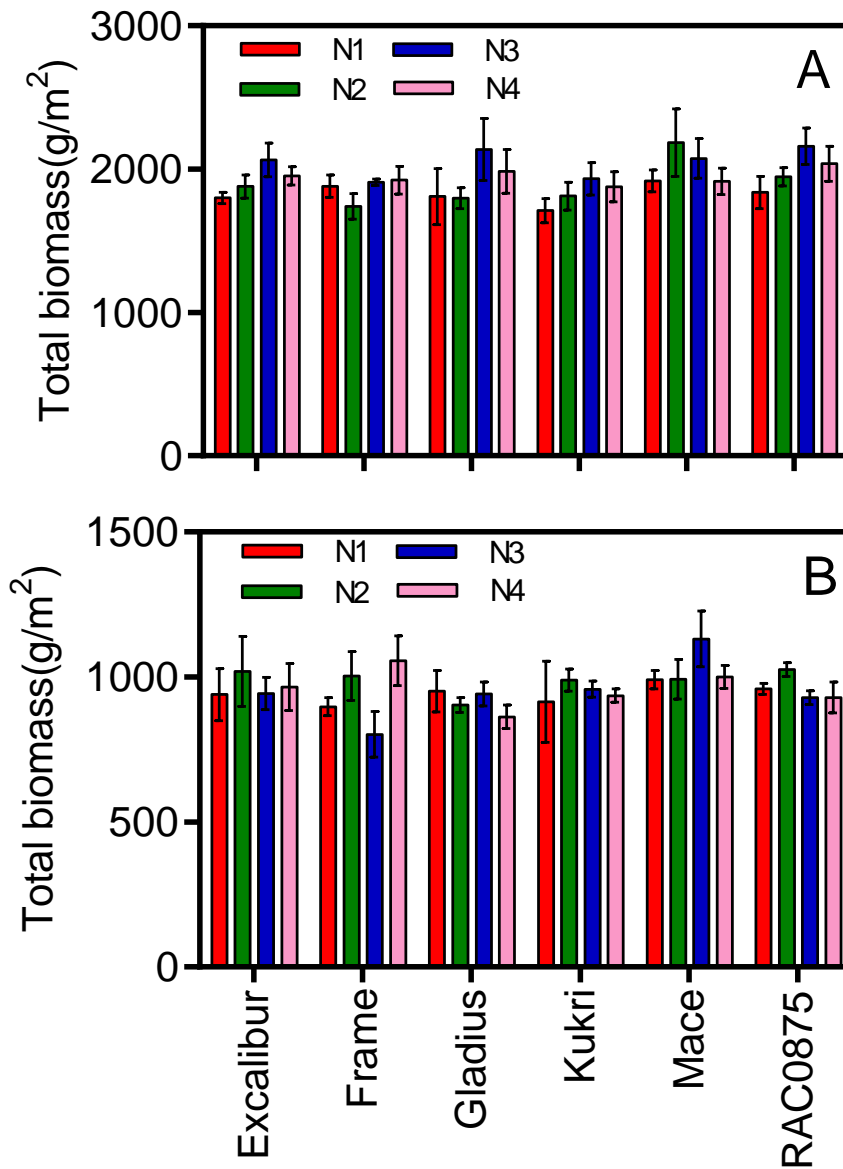 3000
2000
1000
0
Total biomass(g/m²)
N1 N3
N2 N4
A
1500
1000
500
0
Total biomass(g/m²)
N1 N3
N2 N4
B
Excalibur
Frame
Gladius
Kukri
Mace
RAC0875